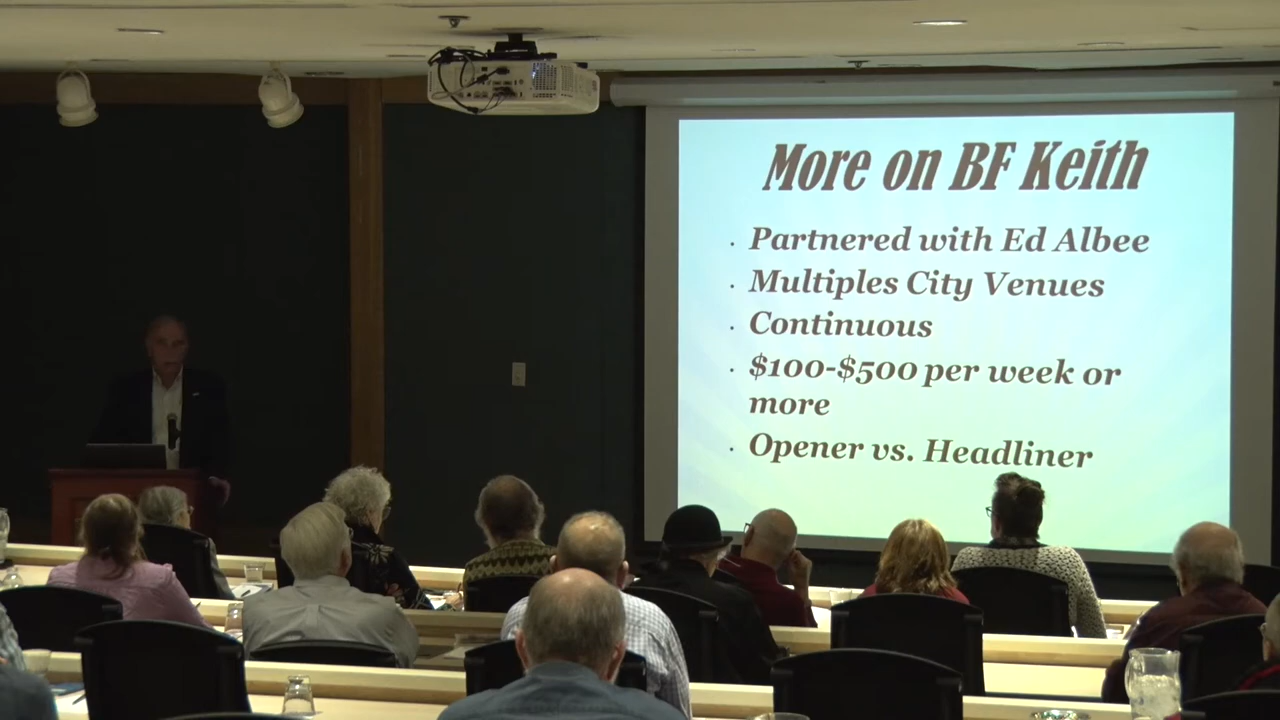 More on BF Keith
· Partnered with Ed Albee
· Multiples City Venues
· Continuous
· $100-$500 per week or
more
· Opener vs. Headliner